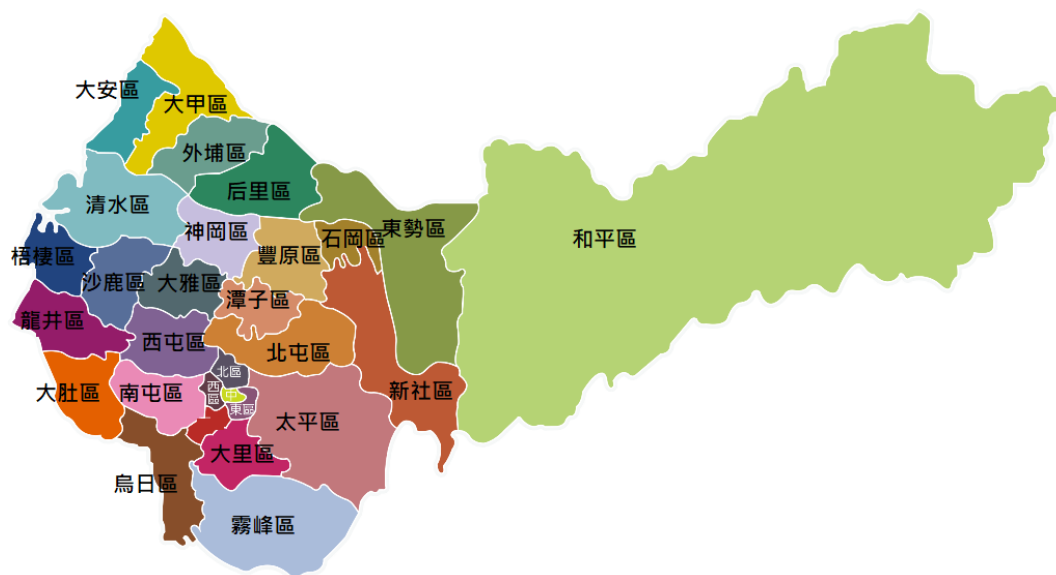 大安區
大甲區
外埔區
后里區
清水區
神岡區
東勢區
石岡區
和平區
梧棲區
豐原區
沙鹿區
大雅區
潭子區
龍井區
西屯區
北屯區
北區
大肚區
南屯區
西
區
中
東區
新社區
太平區
大里區
烏日區
霧峰區